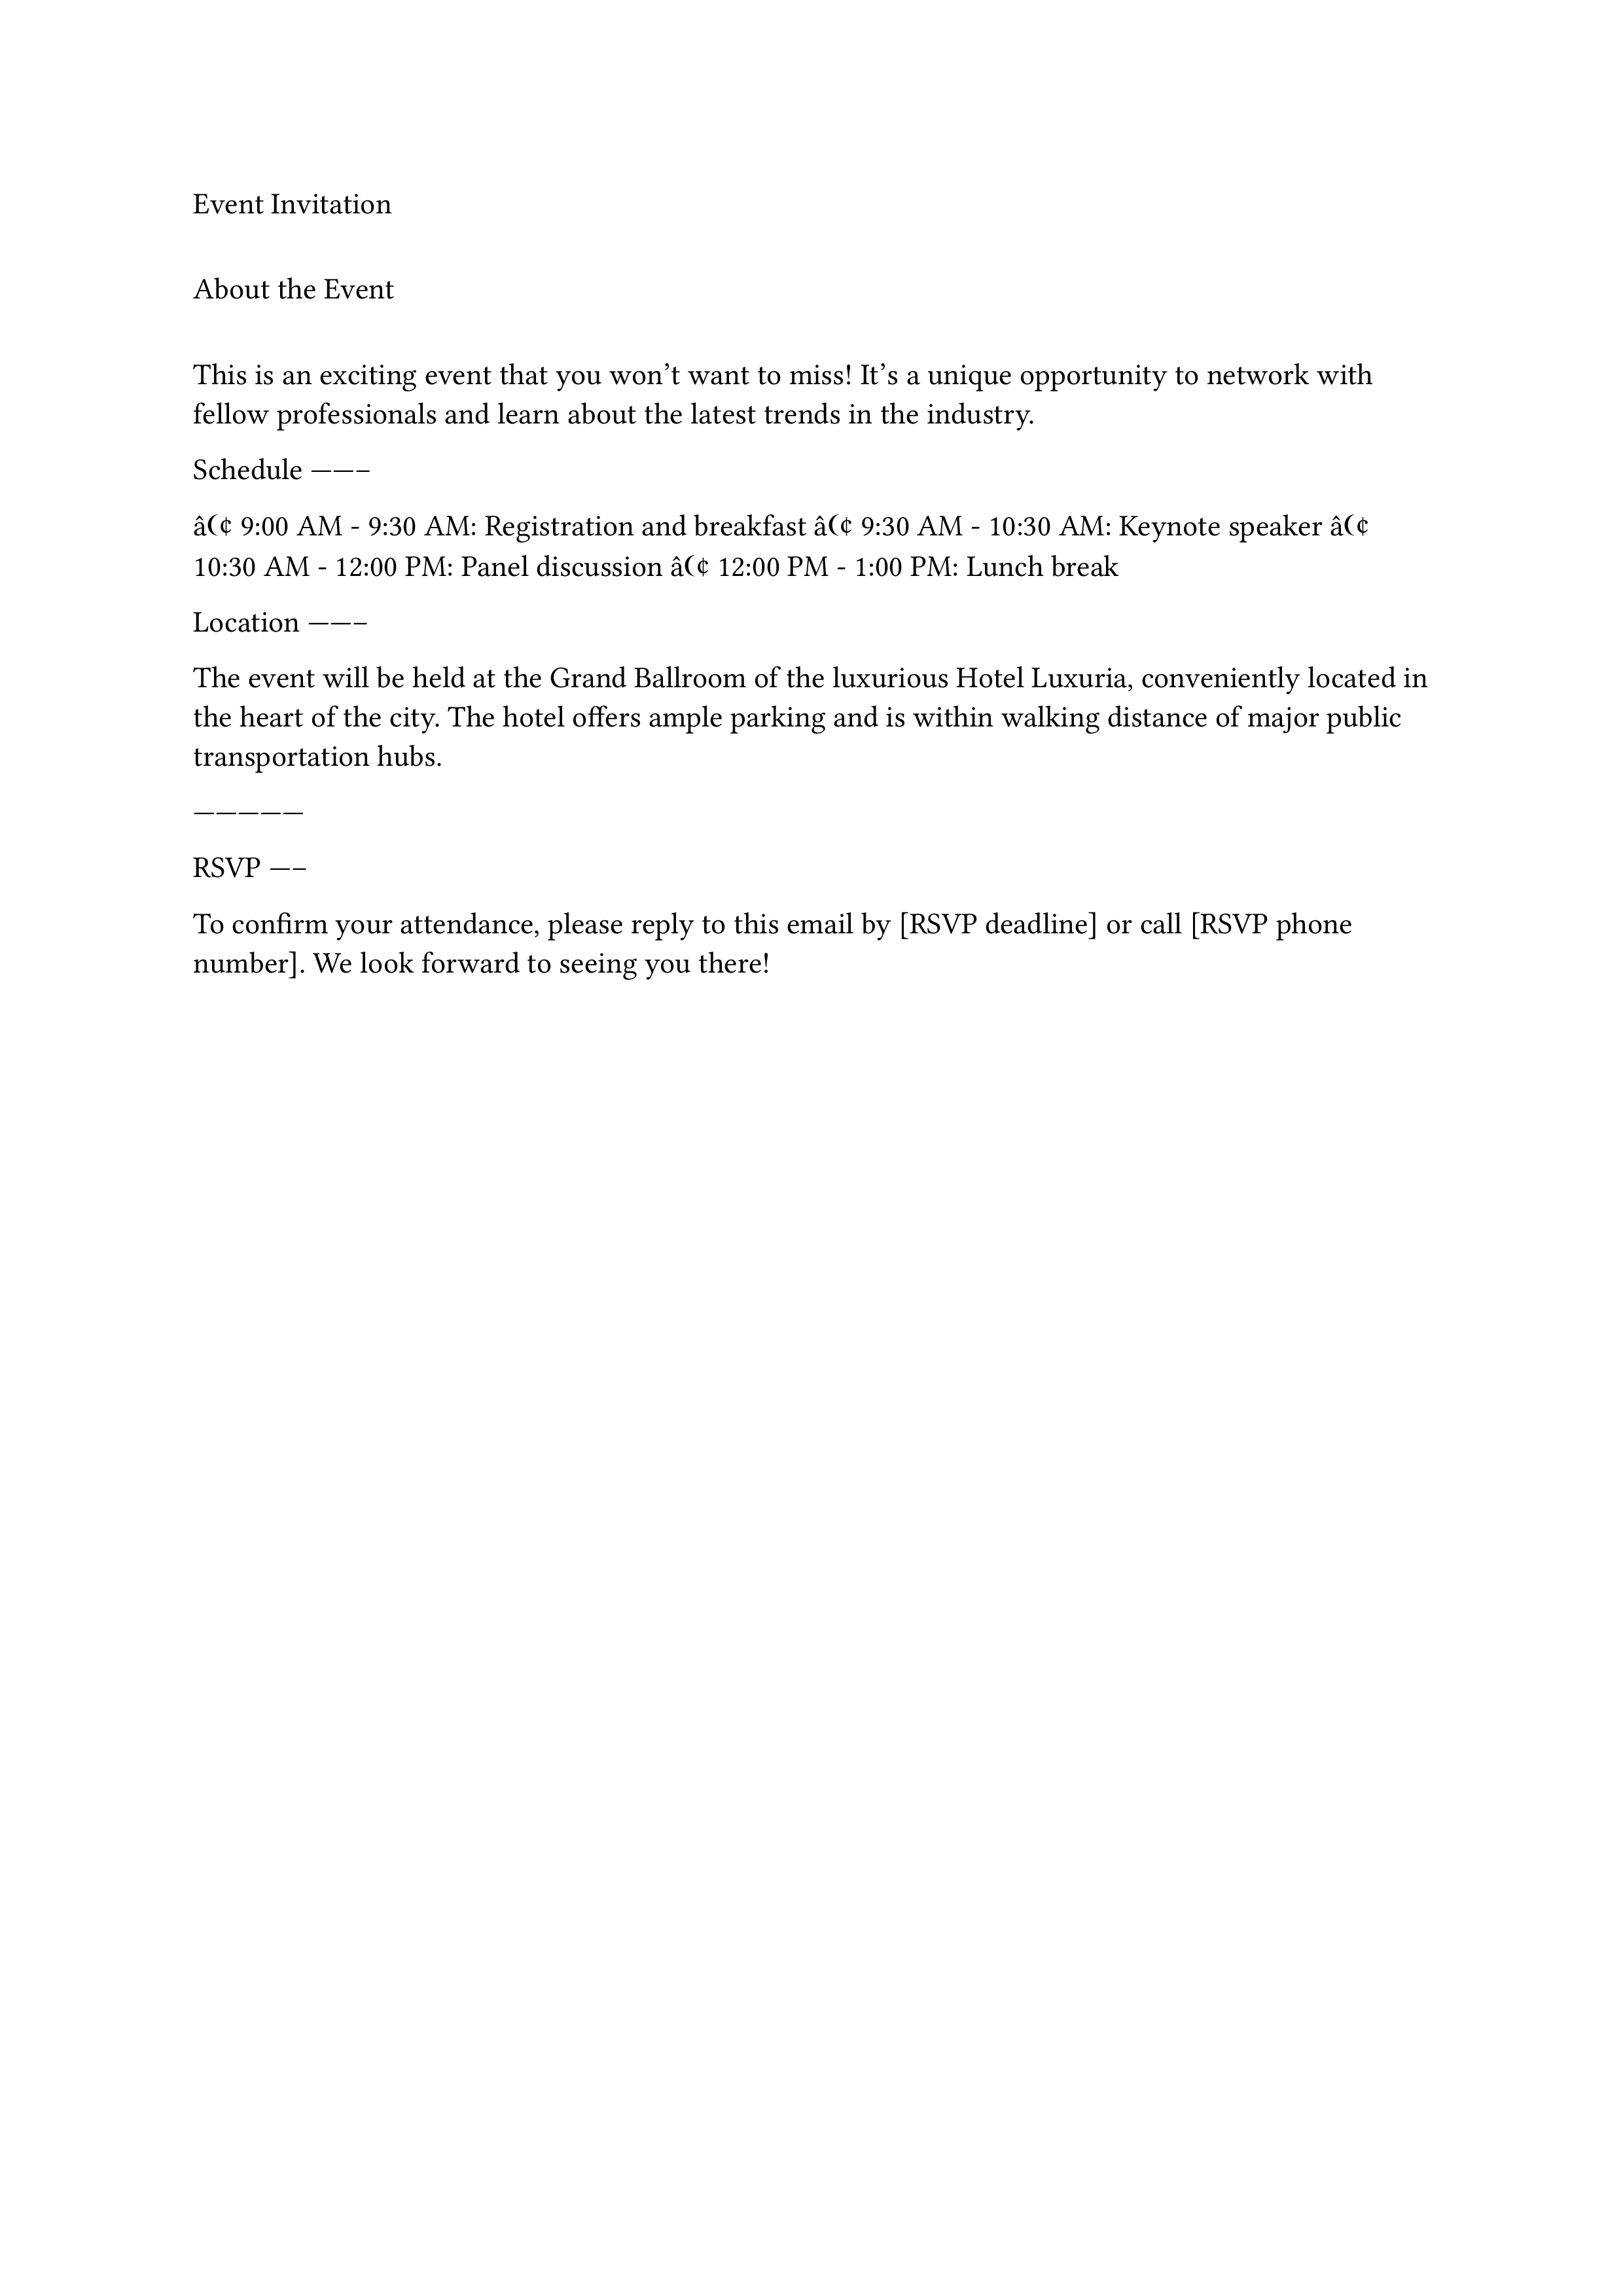 Event Invitation
About the Event
This is an exciting event that you won’t want to miss! It’s a unique opportunity to network with
fellow professionals and learn about the latest trends in the industry.
Schedule ——–
â(¢ 9:00 AM - 9:30 AM: Registration and breakfast â(¢ 9:30 AM - 10:30 AM: Keynote speaker â(¢
10:30 AM - 12:00 PM: Panel discussion â(¢ 12:00 PM - 1:00 PM: Lunch break
Location ——–
The event will be held at the Grand Ballroom of the luxurious Hotel Luxuria, conveniently located in
the heart of the city. The hotel offers ample parking and is within walking distance of major public
transportation hubs.
—————
RSVP —–
To confirm your attendance, please reply to this email by [RSVP deadline] or call [RSVP phone
number]. We look forward to seeing you there!